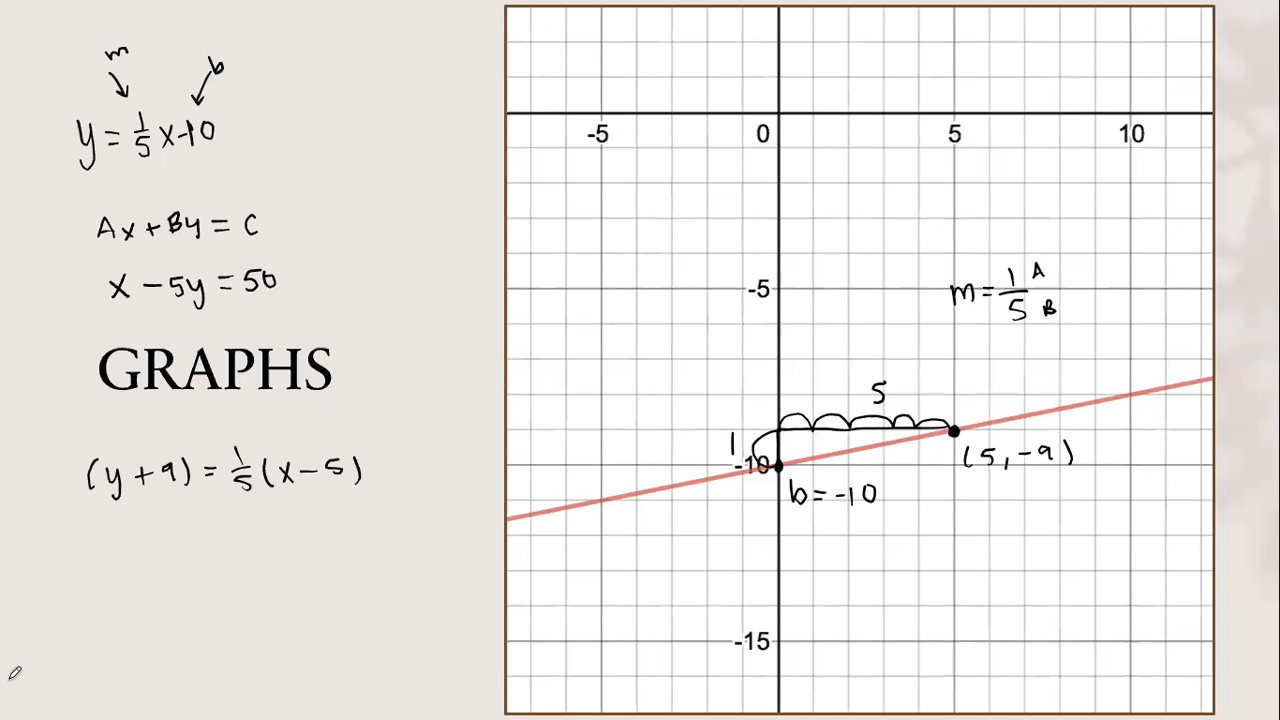 m
b
y = 1/5 x-10
Ax + By = C
x - 5y = 50
GRAPHS
(y + 9) = 1/5 (x - 5)
-5 0 5 10
-5
m = 1/5 A B
5
1
-10
(5, -9)
b = -10
-15